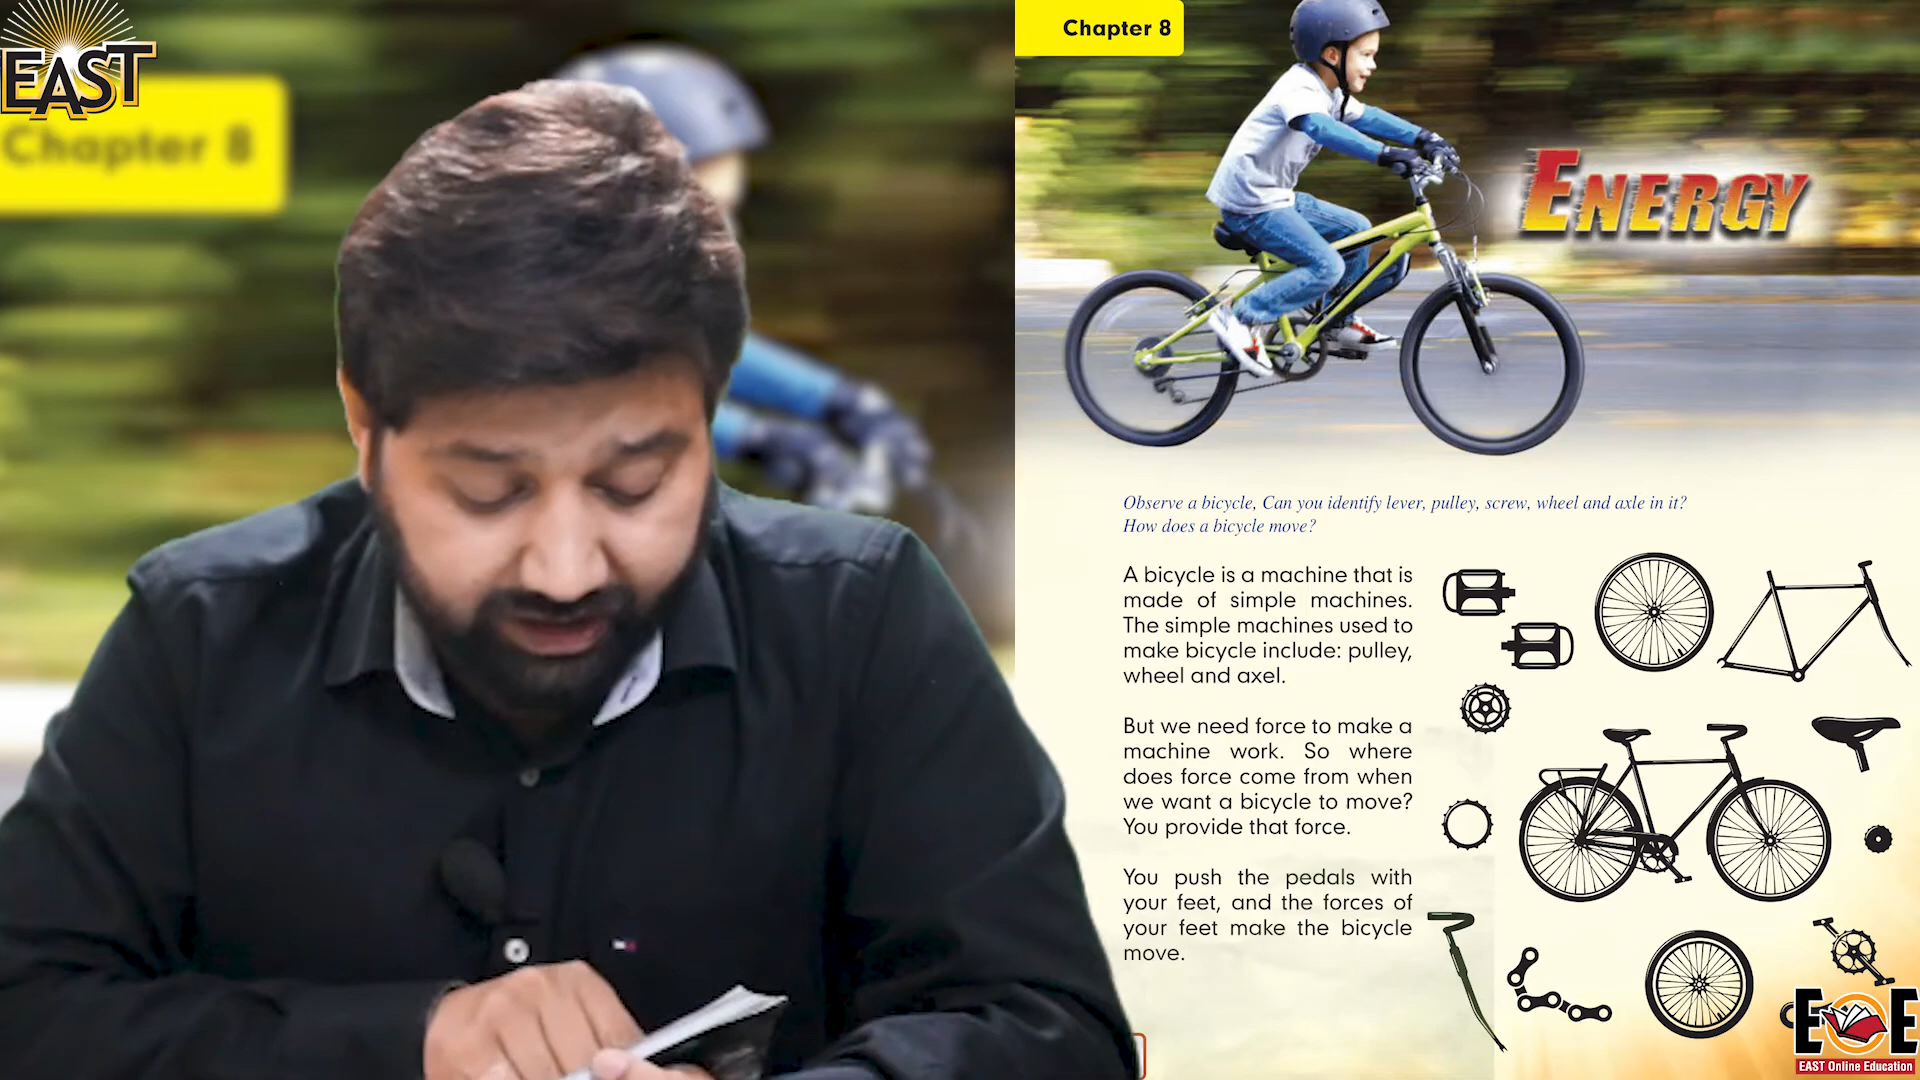 EAST
Chapter 8
Chapter 8
ENERGY
Observe a bicycle, Can you identify lever, pulley, screw, wheel and axle in it?
How does a bicycle move?
A bicycle is a machine that is
made of simple machines.
The simple machines used to
make bicycle include: pulley,
wheel and axel.
But we need force to make a
machine work. So where
does force come from when
we want a bicycle to move?
You provide that force.
You push the pedals with
your feet, and the forces of
your feet make the bicycle
move.
EOE
EAST Online Education